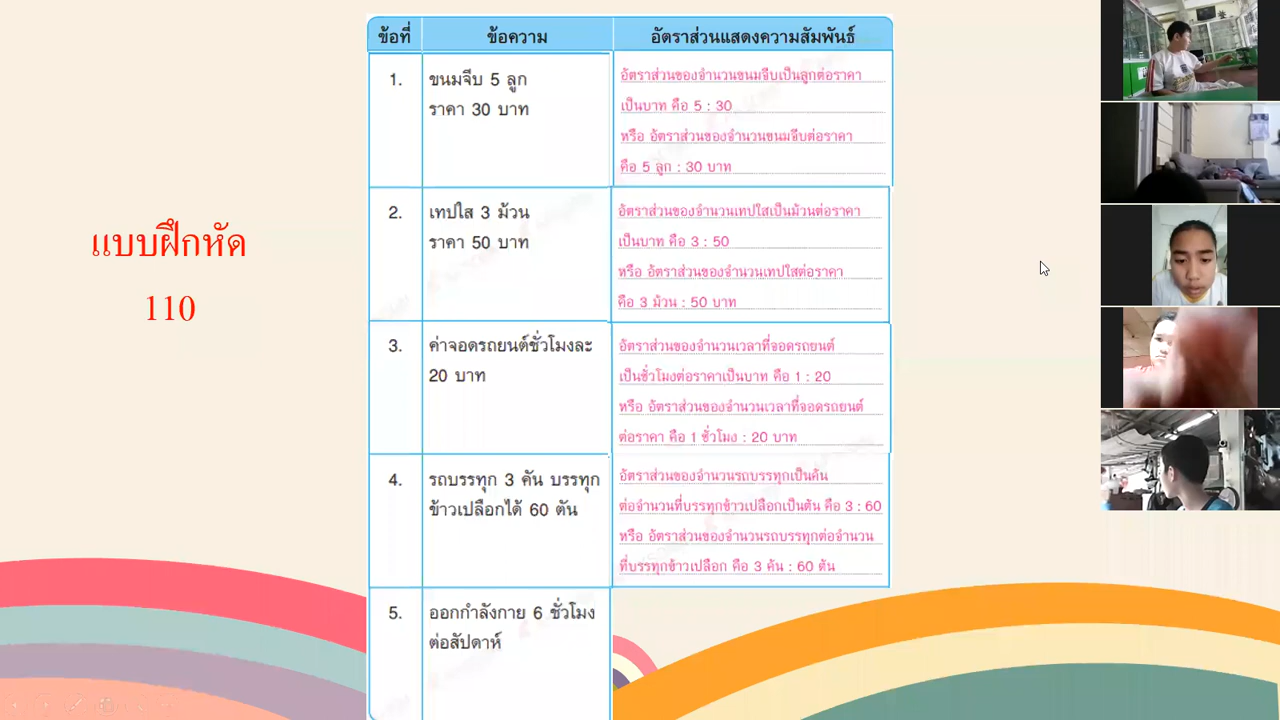 แบบฝึกหัด
110
ข้อที่ ข้อความ อัตราส่วนแสดงความสัมพันธ์
1. ขนมจีบ 5 ลูก
ราคา 30 บาท
อัตราส่วนของจำนวนขนมจีบเป็นลูกต่อราคา
เป็นบาท คือ 5 : 30
หรือ อัตราส่วนของจำนวนขนมจีบต่อราคา
คือ 5 ลูก : 30 บาท
2. เทปใส 3 ม้วน
ราคา 50 บาท
อัตราส่วนของจำนวนเทปใสเป็นม้วนต่อราคา
เป็นบาท คือ 3 : 50
หรือ อัตราส่วนของจำนวนเทปใสต่อราคา
คือ 3 ม้วน : 50 บาท
3. ค่าจอดรถยนต์ชั่วโมงละ
20 บาท
อัตราส่วนของจำนวนเวลาที่จอดรถยนต์
เป็นชั่วโมงต่อราคาเป็นบาท คือ 1 : 20
หรือ อัตราส่วนของจำนวนเวลาที่จอดรถยนต์
ต่อราคา คือ 1 ชั่วโมง : 20 บาท
4. รถบรรทุก 3 คัน บรรทุก
ข้าวเปลือกได้ 60 ตัน
อัตราส่วนของจำนวนรถบรรทุกเป็นคัน
ต่อจำนวนที่บรรทุกข้าวเปลือกเป็นตัน คือ 3 : 60
หรือ อัตราส่วนของจำนวนรถบรรทุกต่อจำนวน
ที่บรรทุกข้าวเปลือก คือ 3 คัน : 60 ตัน
5. ออกกำลังกาย 6 ชั่วโมง
ต่อสัปดาห์